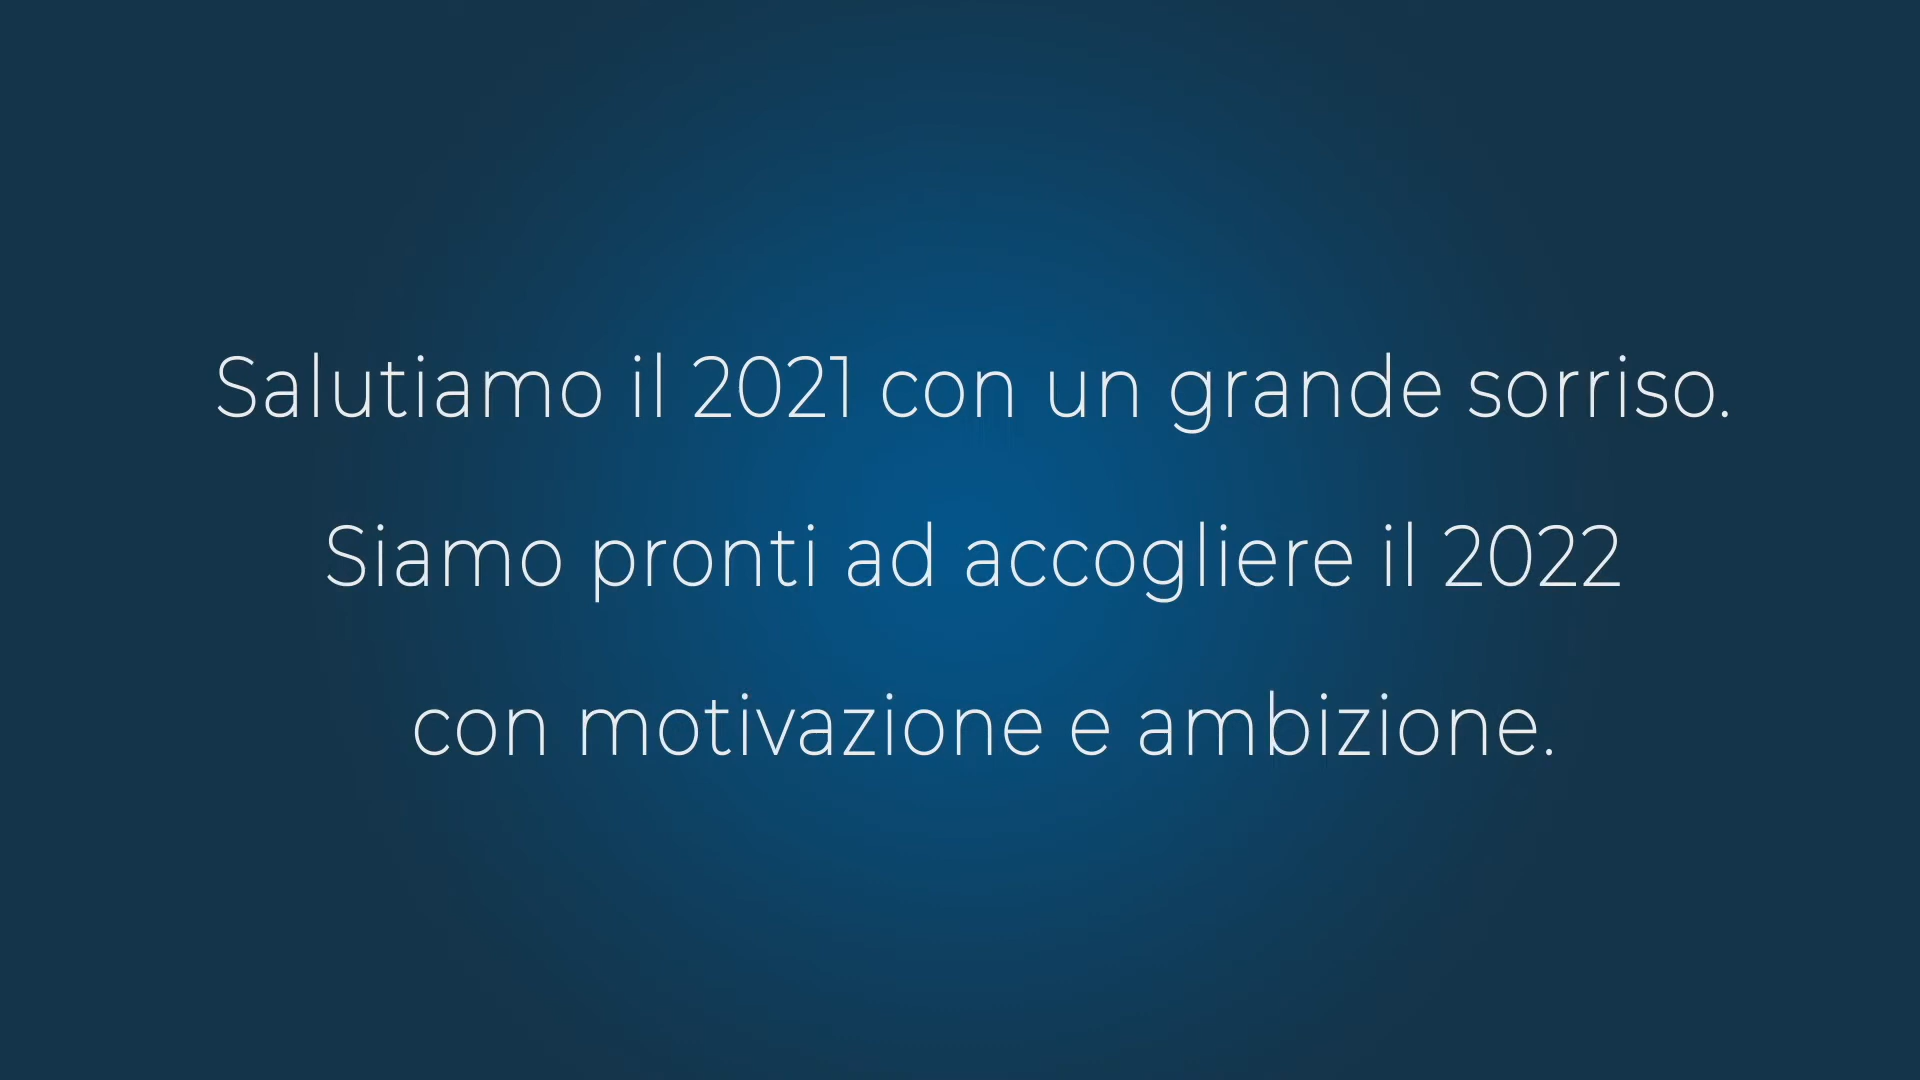 Salutiamo il 2021 con un grande sorriso.
Siamo pronti ad accogliere il 2022
con motivazione e ambizione.